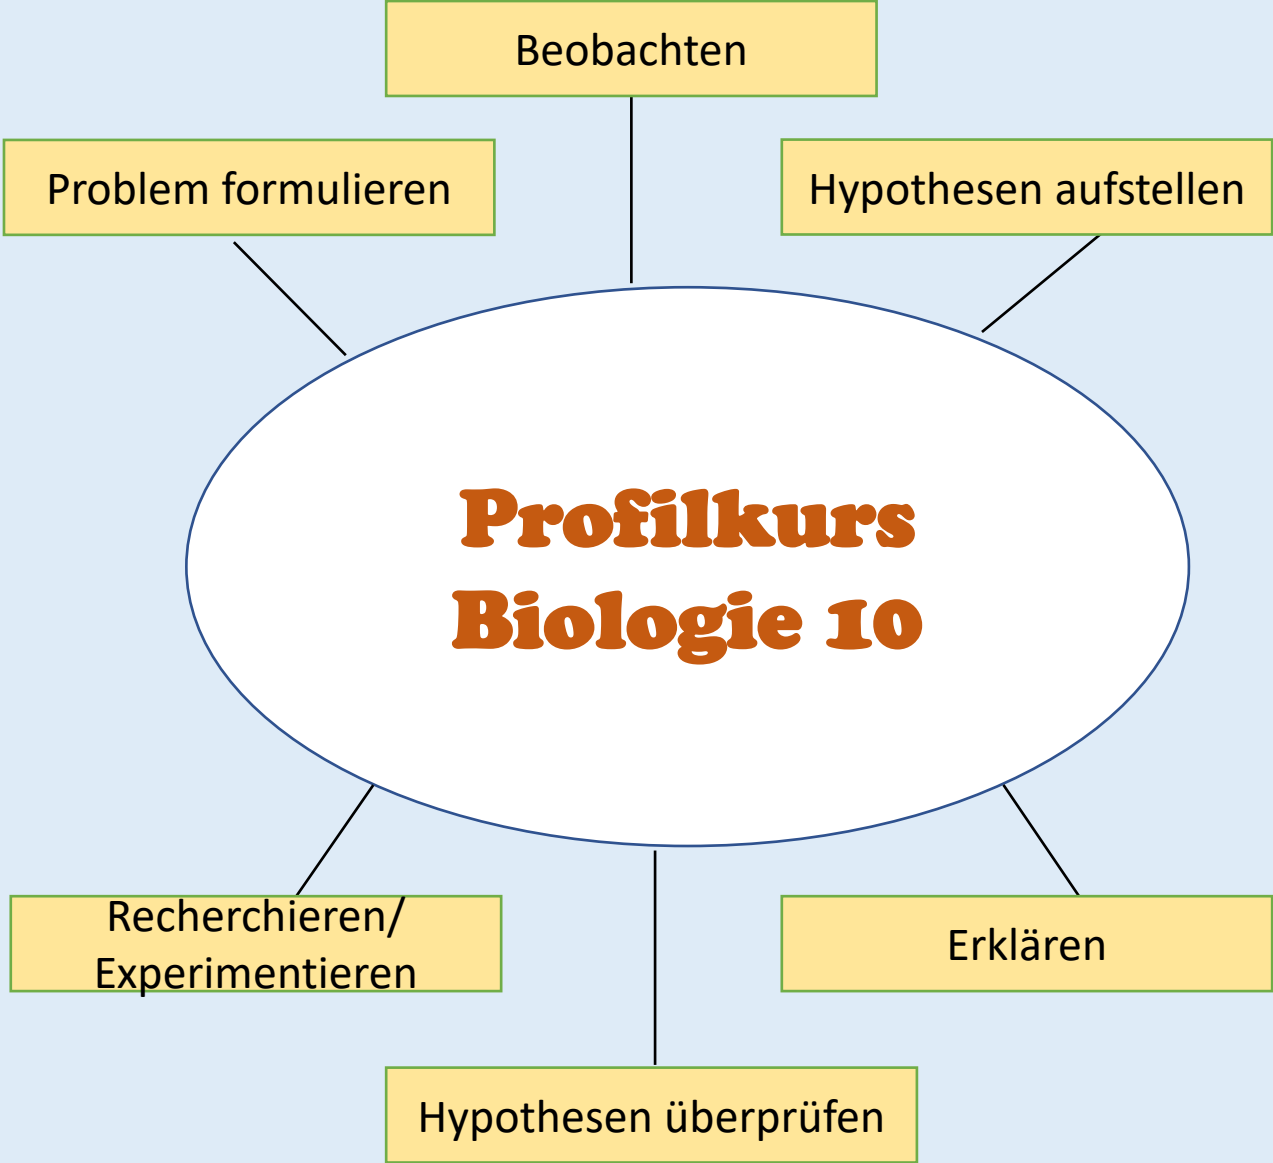 Beobachten
Problem formulieren
Hypothesen aufstellen
Profilkurs
Biologie 10
Recherchieren/
Experimentieren
Erklären
Hypothesen überprüfen